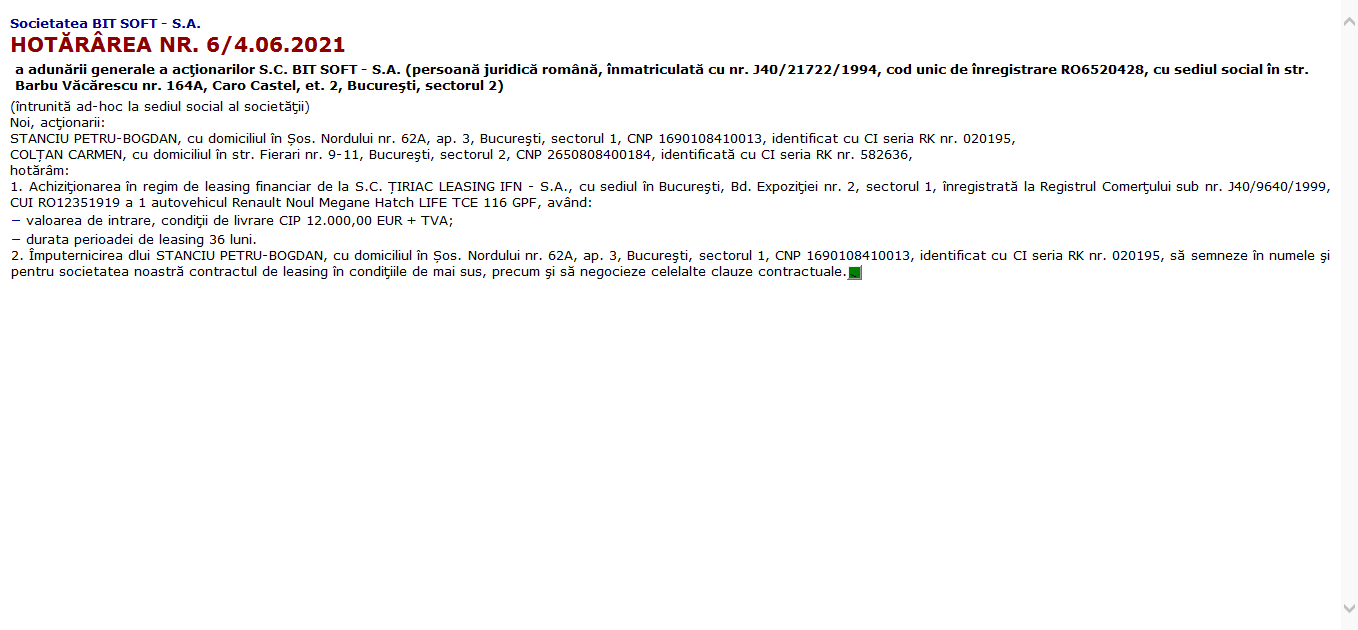 Societatea BIT SOFT - S.A.
HOTĂRÂREA NR. 6/4.06.2021
a adunării generale a acţionarilor S.C. BIT SOFT - S.A. (persoană juridică română, înmatriculată cu nr. J40/21722/1994, cod unic de înregistrare RO6520428, cu sediul social în str.
Barbu Văcărescu nr. 164A, Caro Castel, et. 2, Bucureşti, sectorul 2)
(întrunită ad-hoc la sediul social al societăţii)
Noi, acţionarii:
STANCIU PETRU-BOGDAN, cu domiciliul în Șos. Nordului nr. 62A, ap. 3, Bucureşti, sectorul 1, CNP 1690108410013, identificat cu CI seria RK nr. 020195,
COLȚAN CARMEN, cu domiciliul în str. Fierari nr. 9-11, Bucureşti, sectorul 2, CNP 2650808400184, identificată cu CI seria RK nr. 582636,
hotărâm:
1. Achiziţionarea în regim de leasing financiar de la S.C. ȚIRIAC LEASING IFN - S.A., cu sediul în Bucureşti, Bd. Expoziţiei nr. 2, sectorul 1, înregistrată la Registrul Comerţului sub nr. J40/9640/1999,
CUI RO12351919 a 1 autovehicul Renault Noul Megane Hatch LIFE TCE 116 GPF, având:
− valoarea de intrare, condiţii de livrare CIP 12.000,00 EUR + TVA;
− durata perioadei de leasing 36 luni.
2. Împuternicirea dlui STANCIU PETRU-BOGDAN, cu domiciliul în Șos. Nordului nr. 62A, ap. 3, Bucureşti, sectorul 1, CNP 1690108410013, identificat cu CI seria RK nr. 020195, să semneze în numele şi
pentru societatea noastră contractul de leasing în condiţiile de mai sus, precum şi să negocieze celelalte clauze contractuale.